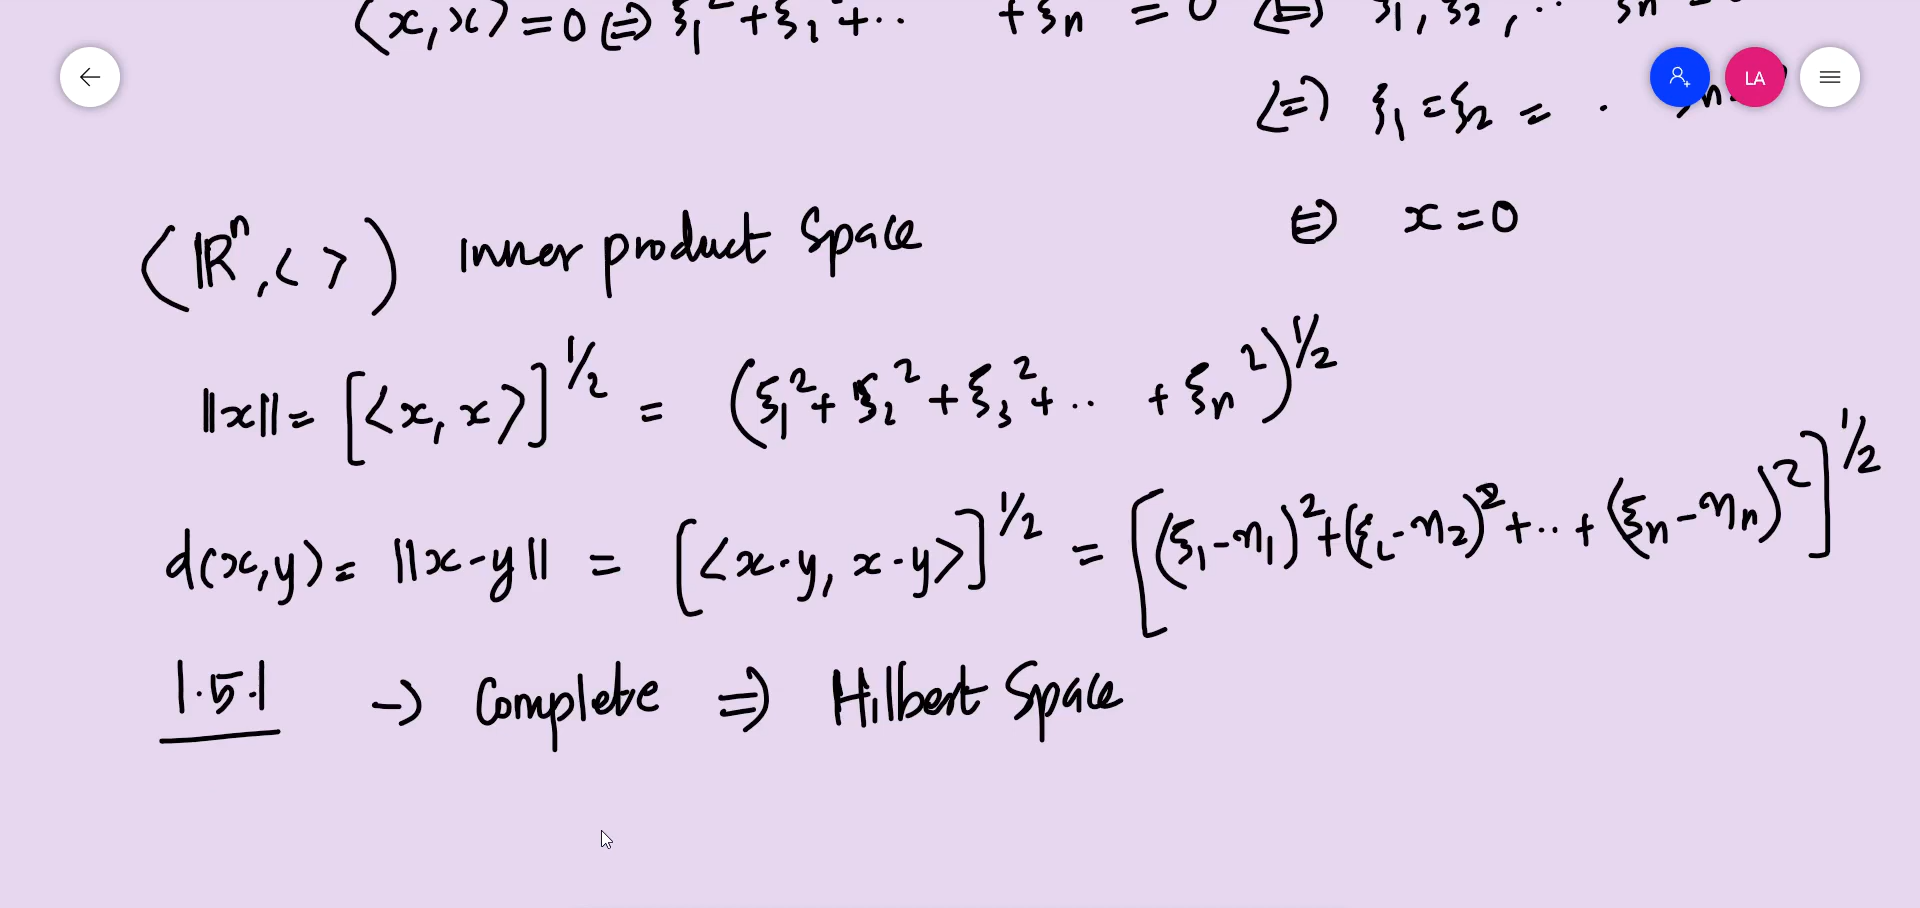 ⟨x, x⟩ = 0 ⟺ ξ₁² + ξ₂² + .. + ξₙ = 0 ⟺ ξ₁, ξ₂, ..
LA
⟺ ξ₁ = ξ₂ = .
⟺ x = 0
(ℝⁿ, ⟨ ⟩) Inner product Space
||x|| = [⟨x, x⟩]^1/2 = (ξ₁² + ξ₂² + ξ₃² + .. + ξₙ²)^1/2
d(x, y) = ||x - y|| = [⟨x - y, x - y⟩]^1/2 = [(ξ₁ - η₁)² + (ξ₂ - η₂)² + .. + (ξₙ - ηₙ)²]^1/2
1.5.1 → Complete ⇒ Hilbert Space